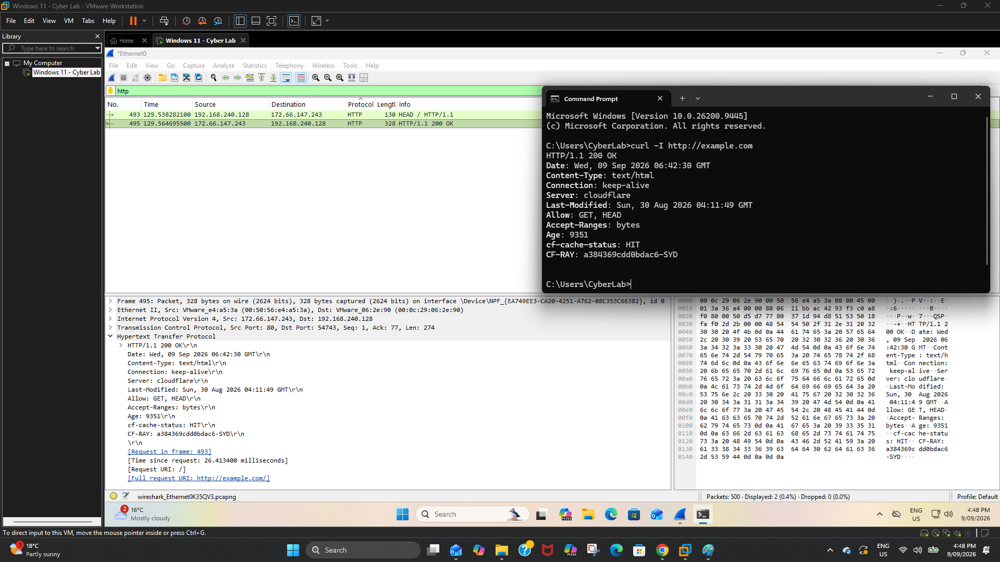 Windows 11 - Cyber Lab - VMware Workstation
File Edit View VM Tabs Help
Library
Type here to search
My Computer
Windows 11 - Cyber Lab
Home
Windows 11 - Cyber Lab
*Ethernet0
File Edit View Go Capture Analyze Statistics Telephony Wireless Tools Help
http
No. Time Source Destination Protocol Lengtl Info
493 129.538282100 192.168.240.128 172.66.147.243 HTTP 130 HEAD / HTTP/1.1
495 129.564695500 172.66.147.243 192.168.240.128 HTTP 328 HTTP/1.1 200 OK
Command Prompt
Microsoft Windows [Version 10.0.26200.9445]
(c) Microsoft Corporation. All rights reserved.
C:\Users\CyberLab>curl -I http://example.com
HTTP/1.1 200 OK
Date: Wed, 09 Sep 2026 06:42:30 GMT
Content-Type: text/html
Connection: keep-alive
Server: cloudflare
Last-Modified: Sun, 30 Aug 2026 04:11:49 GMT
Allow: GET, HEAD
Accept-Ranges: bytes
Age: 9351
cf-cache-status: HIT
CF-RAY: a384369cdd0bdac6-SYD
C:\Users\CyberLab>
Frame 495: Packet, 328 bytes on wire (2624 bits), 328 bytes captured (2624 bits) on interface \Device\NPF_{EA749EE3-CA20-4251-A762-08C353C66382}, id 0
Ethernet II, Src: VMware_e4:a5:3a (00:50:56:e4:a5:3a), Dst: VMware_06:2e:90 (00:0c:29:06:2e:90)
Internet Protocol Version 4, Src: 172.66.147.243, Dst: 192.168.240.128
Transmission Control Protocol, Src Port: 80, Dst Port: 54743, Seq: 1, Ack: 77, Len: 274
Hypertext Transfer Protocol
HTTP/1.1 200 OK\r\n
Date: Wed, 09 Sep 2026 06:42:30 GMT\r\n
Content-Type: text/html\r\n
Connection: keep-alive\r\n
Server: cloudflare\r\n
Last-Modified: Sun, 30 Aug 2026 04:11:49 GMT\r\n
Allow: GET, HEAD\r\n
Accept-Ranges: bytes\r\n
Age: 9351\r\n
cf-cache-status: HIT\r\n
CF-RAY: a384369cdd0bdac6-SYD\r\n
\r\n
[Request in frame: 493]
[Time since request: 26.413400 milliseconds]
[Request URI: /]
[Full request URI: http://example.com/]
0000 00 0c 29 06 2e 90 00 50 56 e4 a5 3a 08 00 45 00 ··)·.··P V··:··E·
0010 01 3a 36 a4 00 00 80 06 11 bb ac 42 93 f3 c0 a8 ·:6····· ···B····
0020 f0 80 00 50 d5 d7 77 80 37 1d 94 d8 51 53 50 18 ···P··w· 7···QSP·
0030 fa f0 2d 2b 00 00 48 54 54 50 2f 31 2e 31 20 32 ··-+··HT TP/1.1 2
0040 30 30 20 4f 4b 0d 0a 44 61 74 65 3a 20 57 65 64 00 OK··D ate: Wed
0050 2c 20 30 39 20 53 65 70 20 32 30 32 36 20 30 36 , 09 Sep 2026 06
0060 3a 34 32 3a 33 30 20 47 4d 54 0d 0a 43 6f 6e 74 :42:30 G MT··Cont
0070 65 6e 74 2d 54 79 70 65 3a 20 74 65 78 74 2f 68 ent-Type : text/h
0080 74 6d 6c 0d 0a 43 6f 6e 6e 65 63 74 69 6f 6e 3a tml··Con nection:
0090 20 6b 65 65 70 2d 61 6c 69 76 65 0d 0a 53 65 72 keep-al ive··Ser
00a0 76 65 72 3a 20 63 6c 6f 75 64 66 6c 61 72 65 0d ver: clo udflare·
00b0 0a 4c 61 73 74 2d 4d 6f 64 69 66 69 65 64 3a 20 ·Last-Mo dified:
00c0 53 75 6e 2c 20 33 30 20 41 75 67 20 32 30 32 36 Sun, 30 Aug 2026
00d0 20 30 34 3a 31 31 3a 34 39 20 47 4d 54 0d 0a 41 04:11:4 9 GMT··A
00e0 6c 6c 6f 77 3a 20 47 45 54 2c 20 48 45 41 44 0d llow: GE T, HEAD·
00f0 0a 41 63 63 65 70 74 2d 52 61 6e 67 65 73 3a 20 ·Accept- Ranges:
0100 62 79 74 65 73 0d 0a 41 67 65 3a 20 39 33 35 31 bytes··A ge: 9351
0110 0d 0a 63 66 2d 63 61 63 68 65 2d 73 74 61 74 75 ··cf-cac he-statu
0120 73 3a 20 48 49 54 0d 0a 43 46 2d 52 41 59 3a 20 s: HIT·· CF-RAY:
0130 61 33 38 34 33 36 39 63 64 64 30 62 64 61 63 36 a384369c dd0bdac6
0140 2d 53 59 44 0d 0a 0d 0a -SYD····
wireshark_Ethernet0K35QV3.pcapng
Packets: 500 · Displayed: 2 (0.4%) · Dropped: 0 (0.0%)
Profile: Default
2
16°C
Mostly cloudy
Search
M365
ENG
US
4:48 PM
9/09/2026
To direct input to this VM, move the mouse pointer inside or press Ctrl+G.
1
18°C
Partly sunny
Search
M365
ENG
US
4:48 PM
9/09/2026